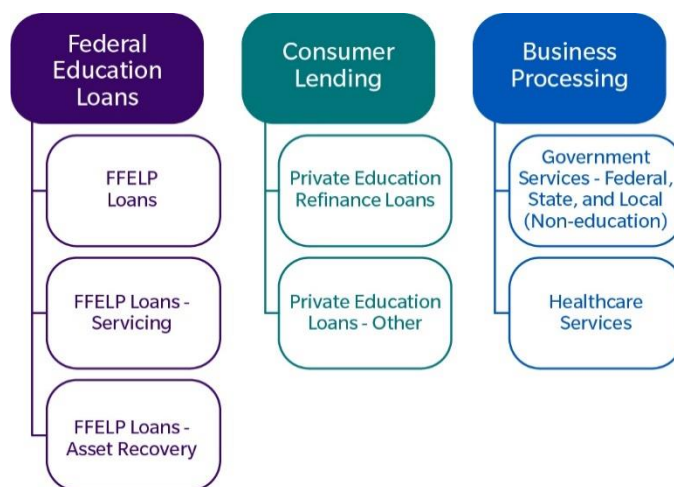 Federal
Education
Loans
FFELP
Loans
FFELP Loans -
Servicing
FFELP Loans -
Asset Recovery
Consumer
Lending
Private Education
Refinance Loans
Private Education
Loans - Other
Business
Processing
Government
Services - Federal,
State, and Local
(Non-education)
Healthcare
Services